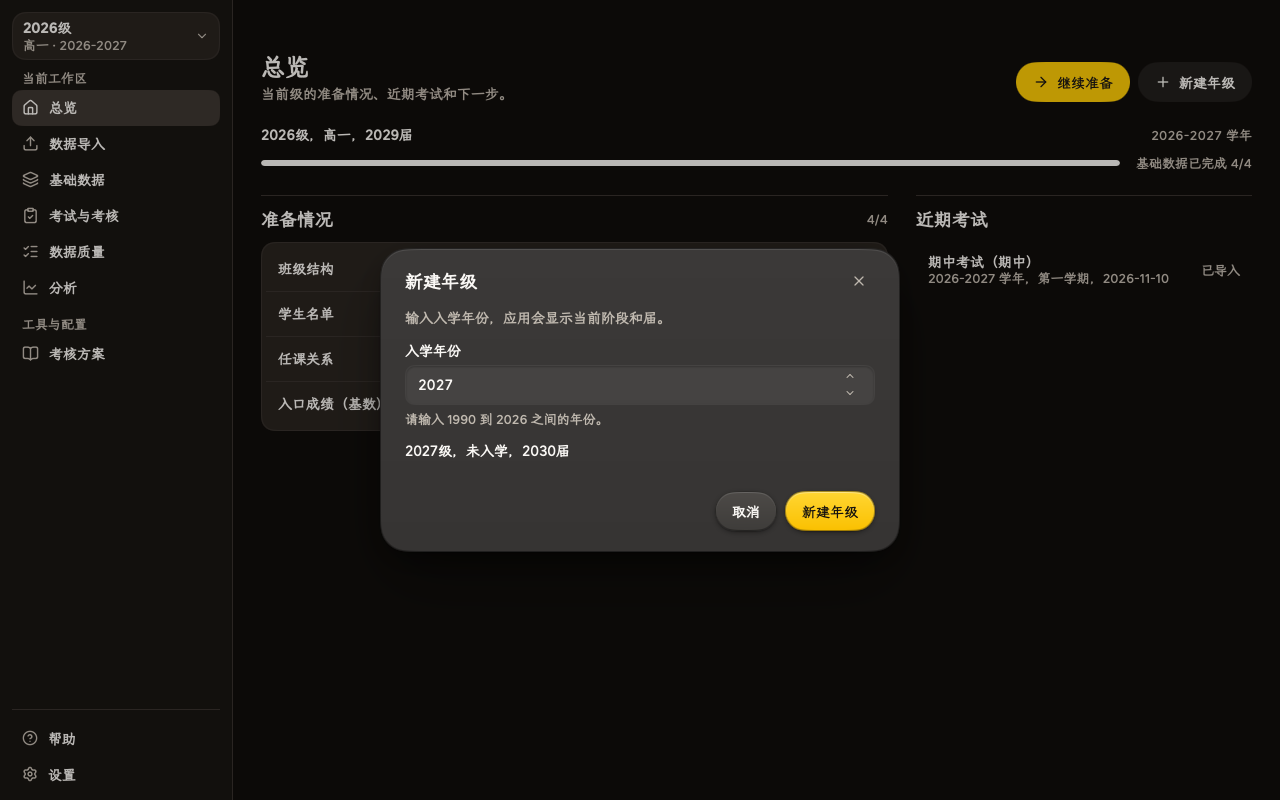 2026级
高一 · 2026-2027
当前工作区
总览
数据导入
基础数据
考试与考核
数据质量
分析
工具与配置
考核方案
帮助
设置
总览
当前级的准备情况、近期考试和下一步。
继续准备
新建年级
2026级，高一，2029届
2026-2027 学年
基础数据已完成 4/4
准备情况
4/4
班级结构
学生名单
任课关系
入口成绩（基数）
近期考试
期中考试（期中）
2026-2027 学年，第一学期，2026-11-10
已导入
新建年级
输入入学年份，应用会显示当前阶段和届。
入学年份
2027
请输入 1990 到 2026 之间的年份。
2027级，未入学，2030届
取消
新建年级